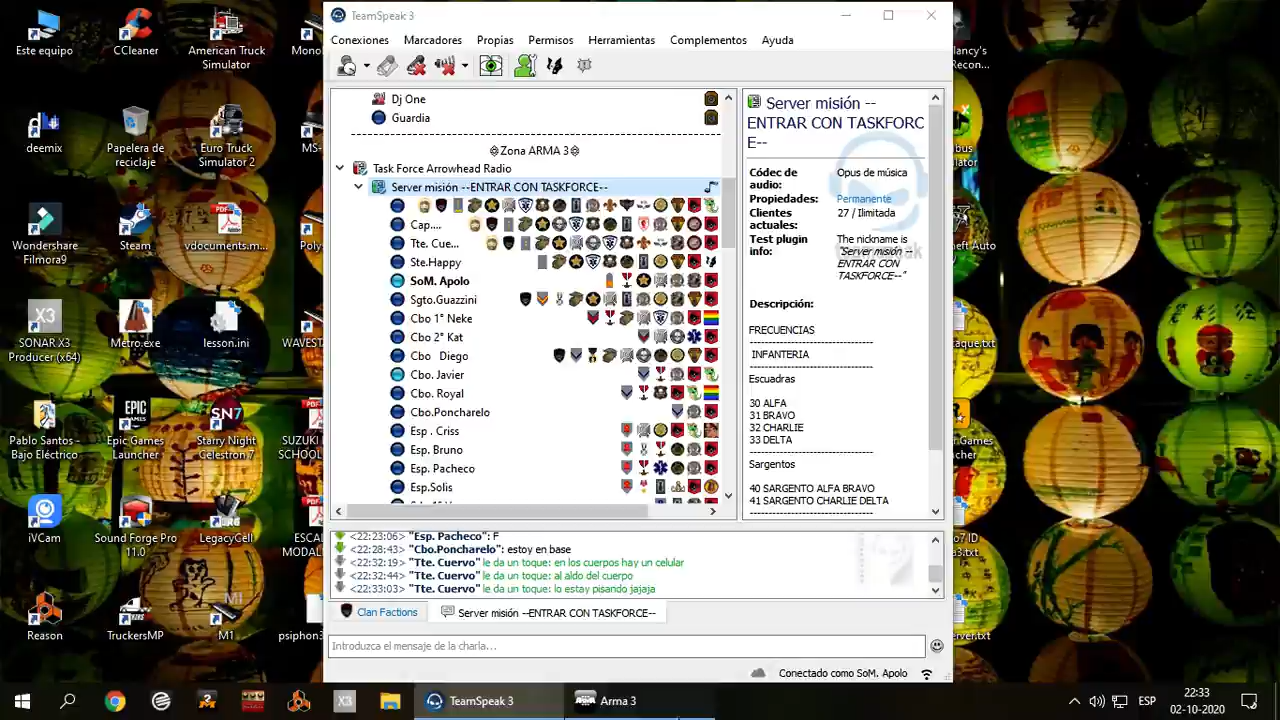 TeamSpeak 3
Conexiones Marcadores Propias Permisos Herramientas Complementos Ayuda
Dj One
Guardia
Zona ARMA 3
Task Force Arrowhead Radio
Server misión --ENTRAR CON TASKFORCE--
Cap....
Tte. Cue...
Ste.Happy
SoM. Apolo
Sgto.Guazzini
Cbo 1° Neke
Cbo 2° Kat
Cbo Diego
Cbo. Javier
Cbo. Royal
Cbo.Poncharelo
Esp . Criss
Esp. Bruno
Esp. Pacheco
Esp.Solis
Server misión --
ENTRAR CON TASKFORC
E--
Códec de audio: Opus de música
Propiedades: Permanente
Clientes actuales: 27 / Ilimitada
Test plugin info: The nickname is
"Server misión --
ENTRAR CON
TASKFORCE--"
Descripción:
FRECUENCIAS
--------------------------------
INFANTERIA
--------------------------------
Escuadras
30 ALFA
31 BRAVO
32 CHARLIE
33 DELTA
--------------------------------
Sargentos
40 SARGENTO ALFA BRAVO
41 SARGENTO CHARLIE DELTA
--------------------------------
<22:23:06> "Esp. Pacheco": F
<22:28:43> "Cbo.Poncharelo": estoy en base
<22:32:19> "Tte. Cuervo" le da un toque: en los cuerpos hay un celular
<22:32:44> "Tte. Cuervo" le da un toque: al aldo del cuerpo
<22:33:03> "Tte. Cuervo" le da un toque: lo estay pisando jajaja
Clan Factions
Server misión --ENTRAR CON TASKFORCE--
Introduzca el mensaje de la charla...
Conectado como SoM. Apolo
Este equipo
CCleaner
American Truck
Simulator
deemix
Papelera de
reciclaje
Euro Truck
Simulator 2
Wondershare
Filmora9
Steam
vdocuments.m...
SONAR X3
Producer (x64)
Metro.exe
lesson.ini
Pablo Santos -
Bajo Eléctrico
Epic Games
Launcher
Starry Night
Celestron SN7
iVCam
Sound Forge Pro
11.0
LegacyCell
Reason
TruckersMP
M1
TeamSpeak 3
Arma 3
ESP
22:33
02-10-2020